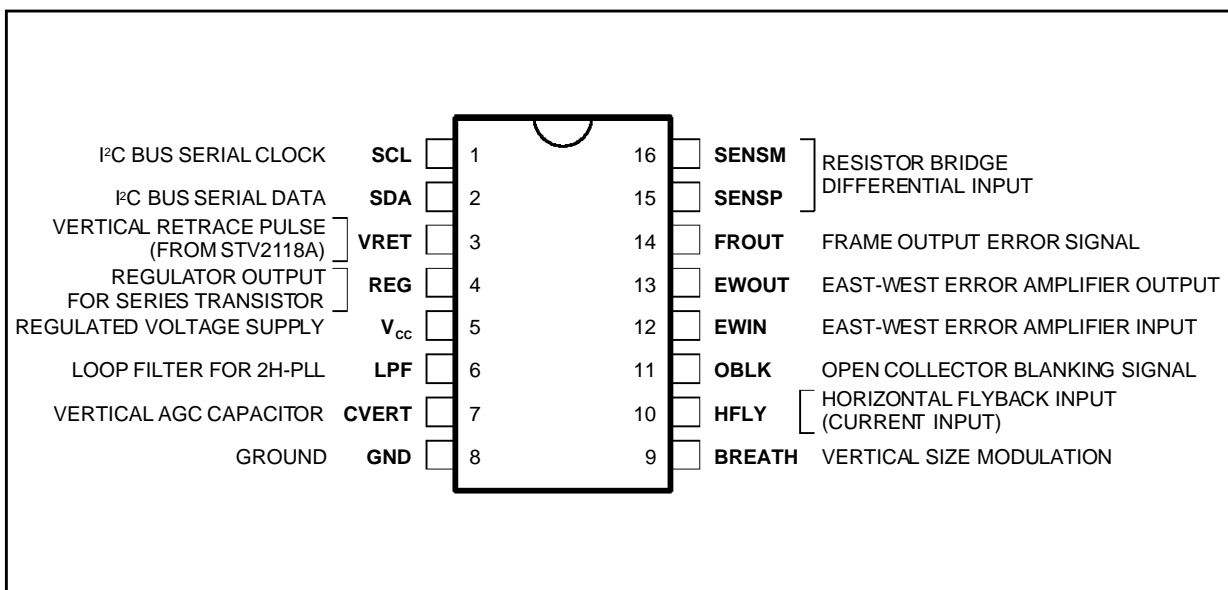 I²C BUS SERIAL CLOCK SCL 1
I²C BUS SERIAL DATA SDA 2
VERTICAL RETRACE PULSE
(FROM STV2118A) VRET 3
REGULATOR OUTPUT
FOR SERIES TRANSISTOR REG 4
REGULATED VOLTAGE SUPPLY Vcc 5
LOOP FILTER FOR 2H-PLL LPF 6
VERTICAL AGC CAPACITOR CVERT 7
GROUND GND 8
16 SENSM RESISTOR BRIDGE
15 SENSP DIFFERENTIAL INPUT
14 FROUT FRAME OUTPUT ERROR SIGNAL
13 EWOUT EAST-WEST ERROR AMPLIFIER OUTPUT
12 EWIN EAST-WEST ERROR AMPLIFIER INPUT
11 OBLK OPEN COLLECTOR BLANKING SIGNAL
10 HFLY HORIZONTAL FLYBACK INPUT
(CURRENT INPUT)
9 BREATH VERTICAL SIZE MODULATION